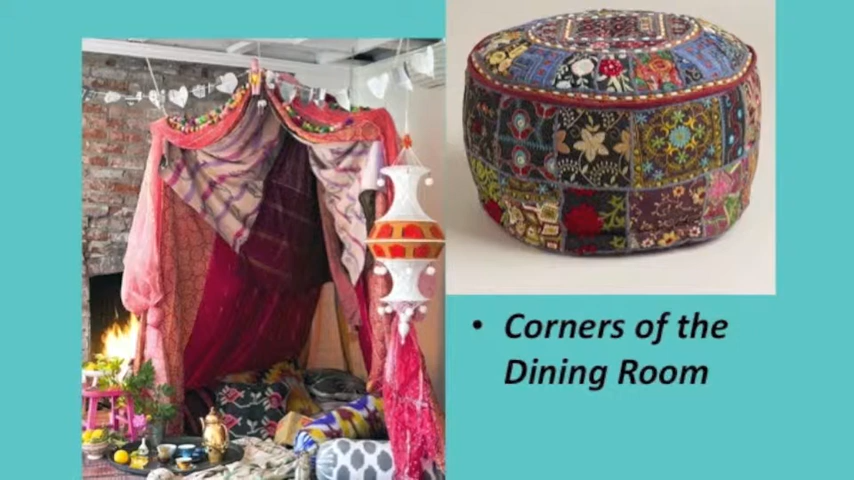 • Corners of the
Dining Room